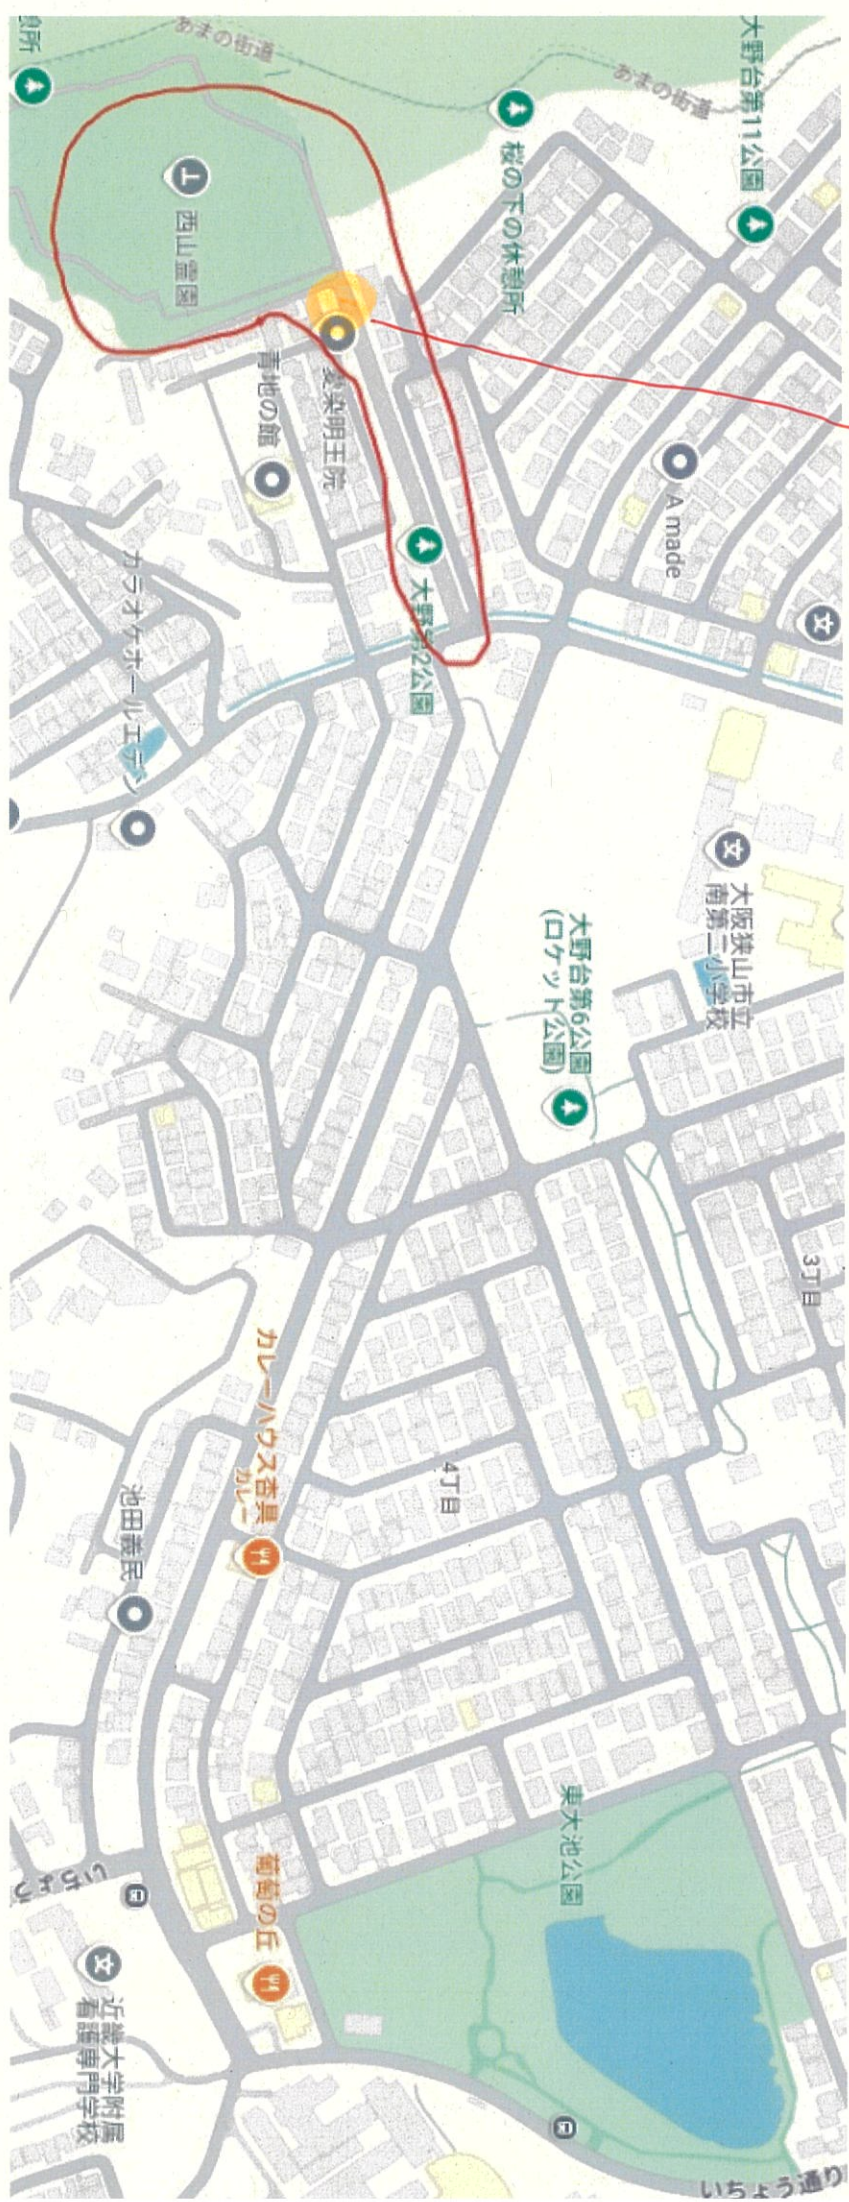 あまの街道
あまの街道
憩所
大野台第11公園
桜の下の休憩所
西山霊園
愛染明王院
青地の館
A made
大野第2公園
カラオケホールエデン
大阪狭山市立
南第三小学校
大野台第6公園
(ロケット公園)
3丁目
4丁目
カレーハウス杏具
カレー
池田義民
東大池公園
葡萄の丘
近畿大学附属
看護専門学校
いちょう通り